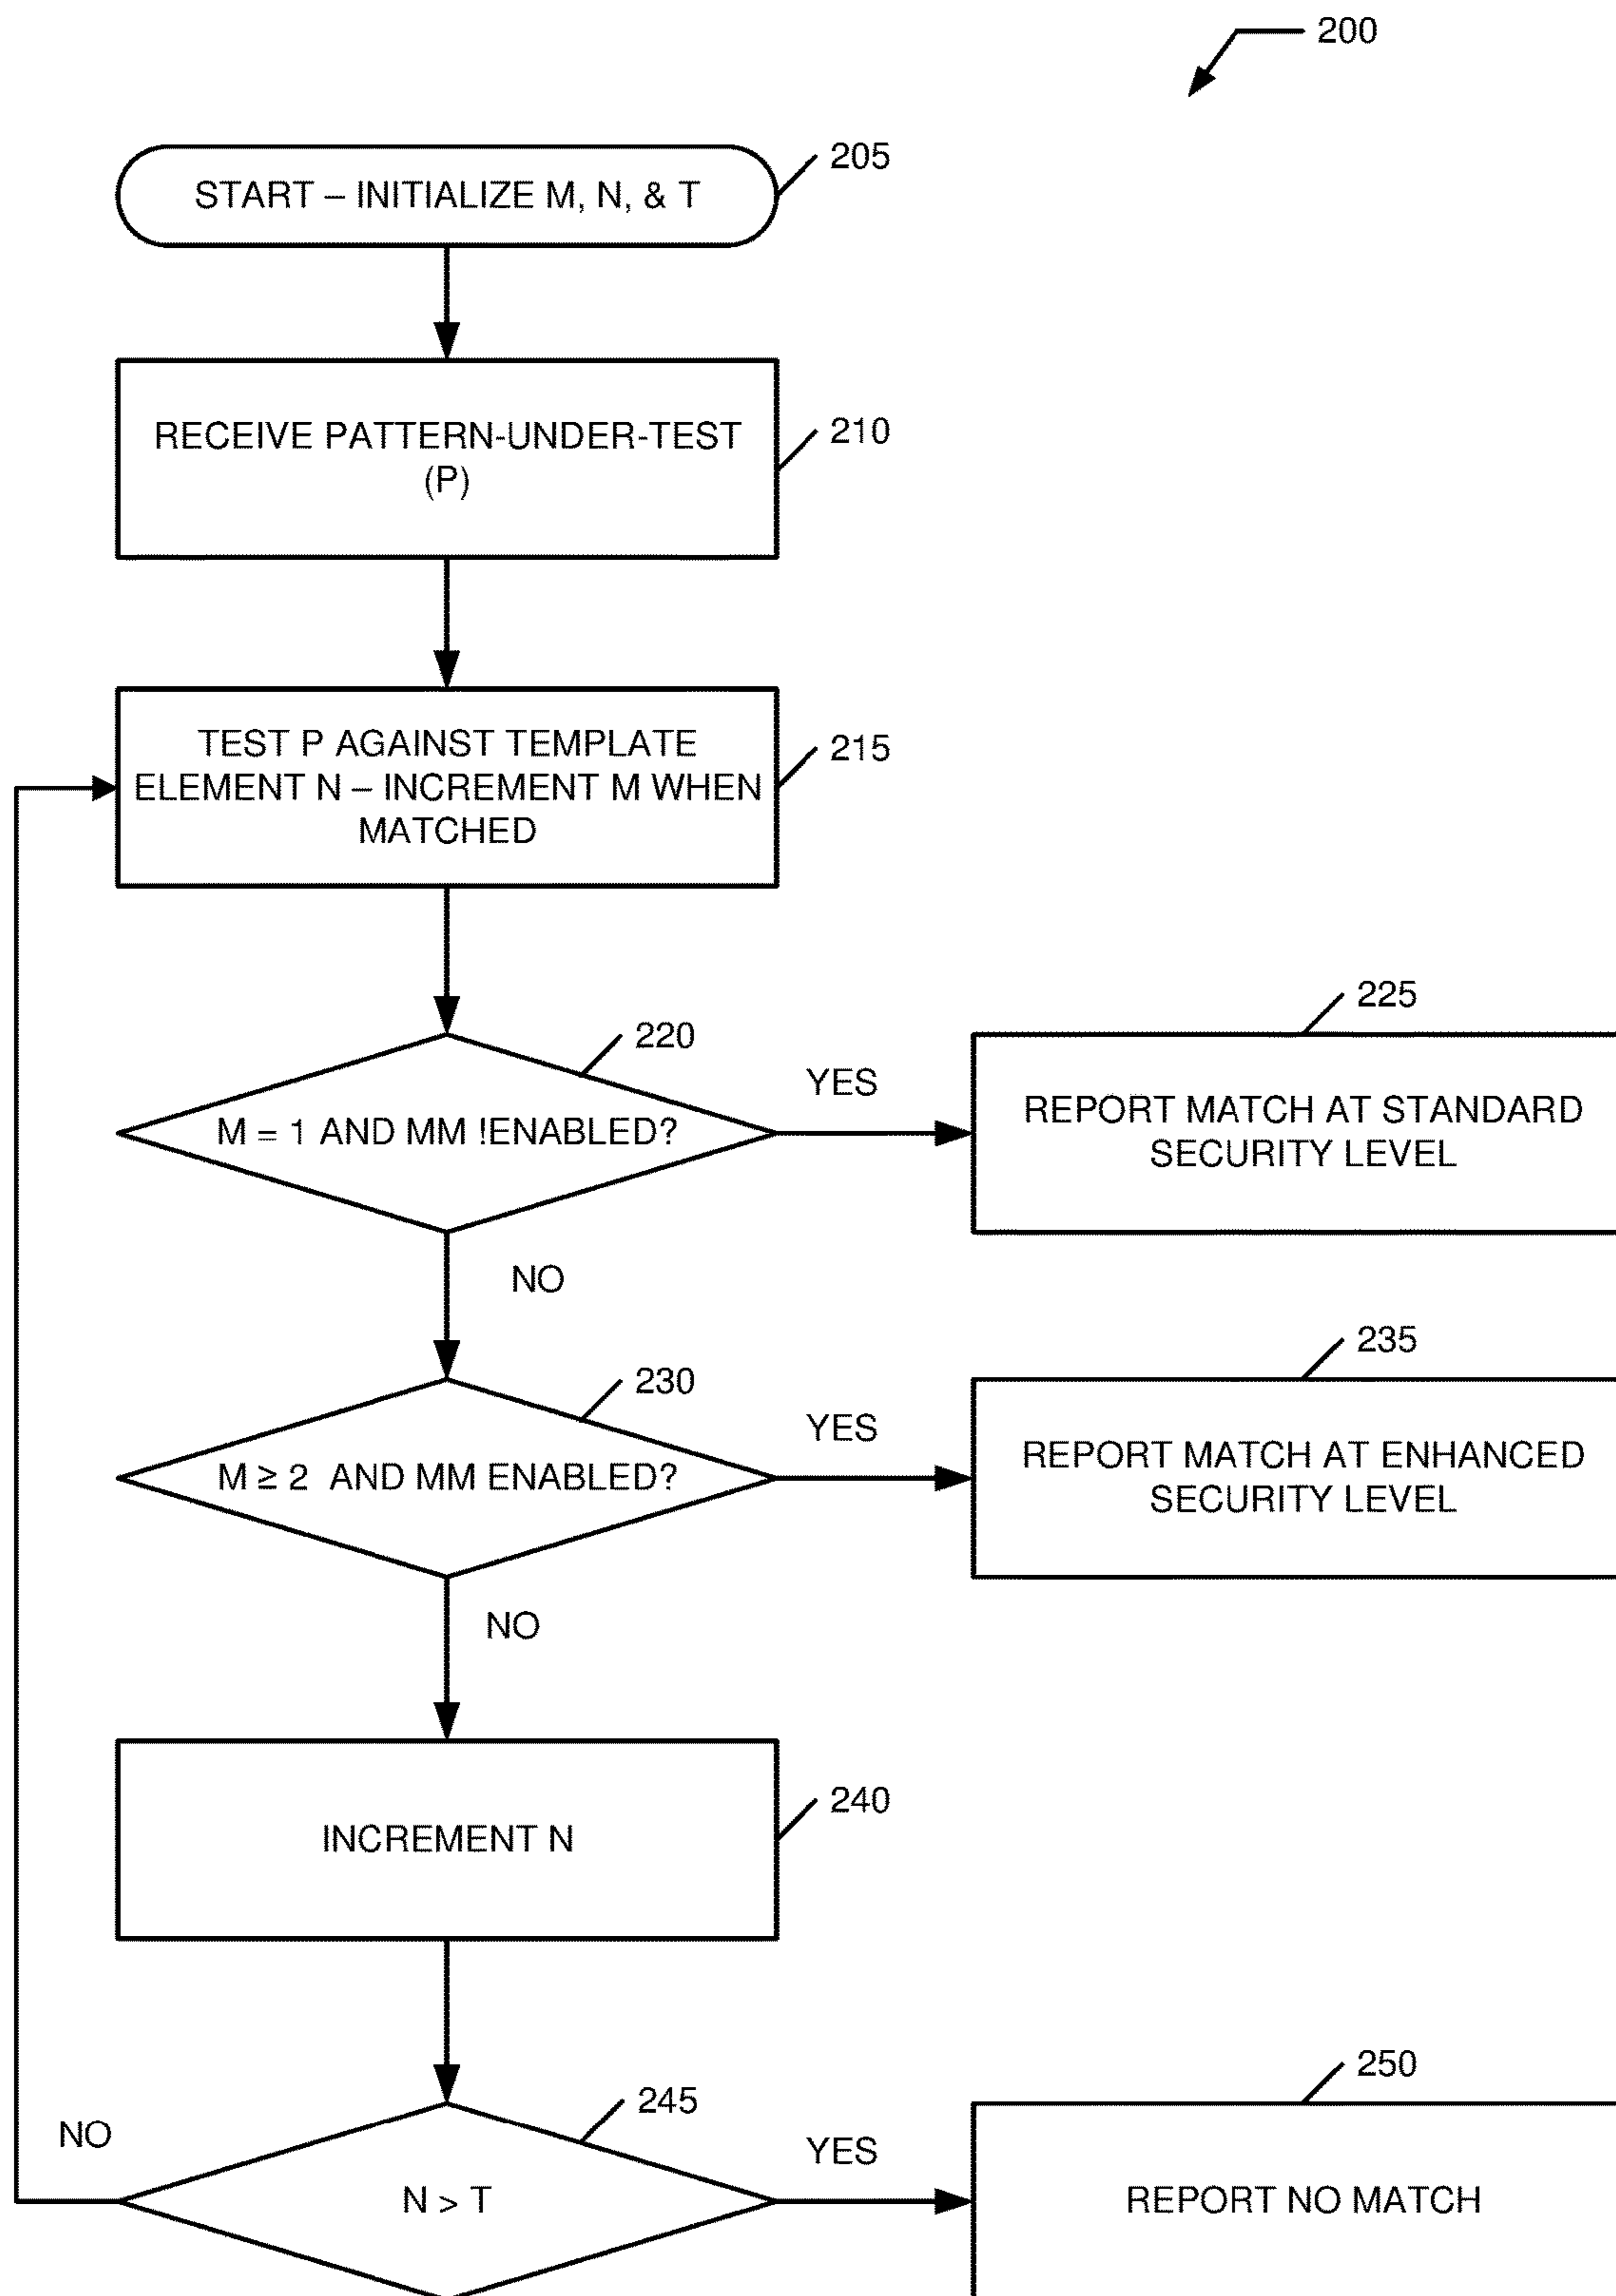 200
START – INITIALIZE M, N, & T
205
RECEIVE PATTERN-UNDER-TEST
(P)
210
TEST P AGAINST TEMPLATE
ELEMENT N – INCREMENT M WHEN
MATCHED
215
220
M = 1 AND MM !ENABLED?
YES
225
REPORT MATCH AT STANDARD
SECURITY LEVEL
NO
230
M ≥ 2 AND MM ENABLED?
YES
235
REPORT MATCH AT ENHANCED
SECURITY LEVEL
NO
INCREMENT N
240
245
N > T
NO
YES
250
REPORT NO MATCH